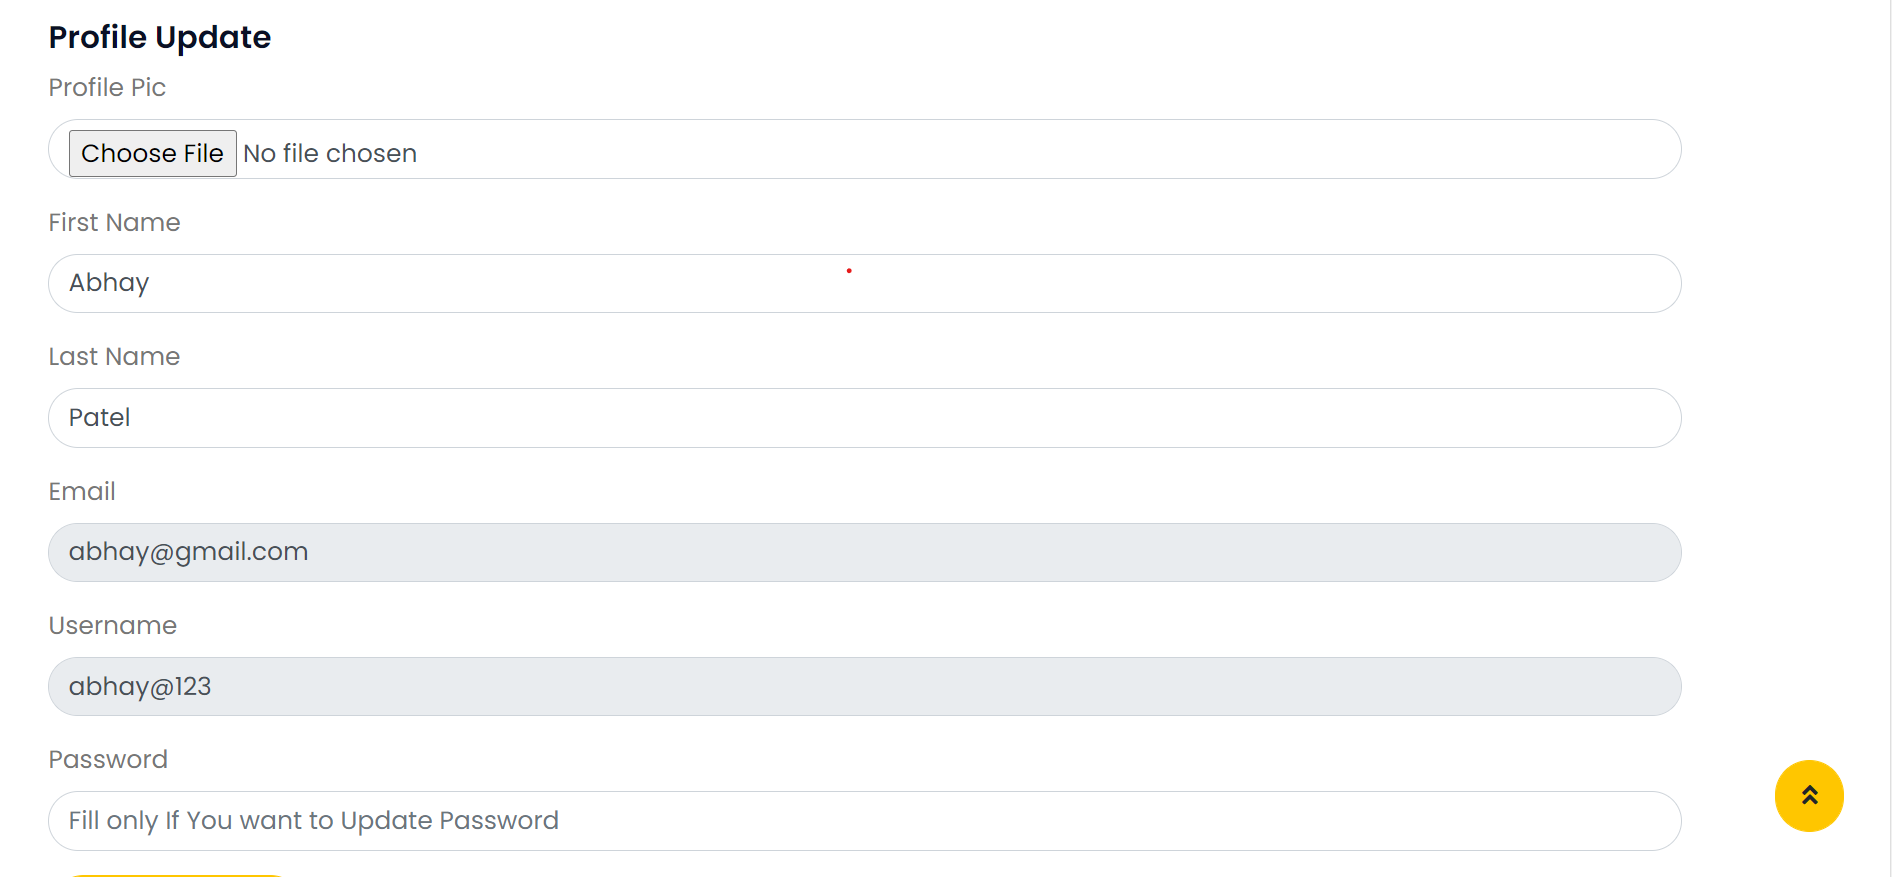 Profile Update
Profile Pic
Choose File No file chosen
First Name
Abhay
Last Name
Patel
Email
abhay@gmail.com
Username
abhay@123
Password
Fill only If You want to Update Password